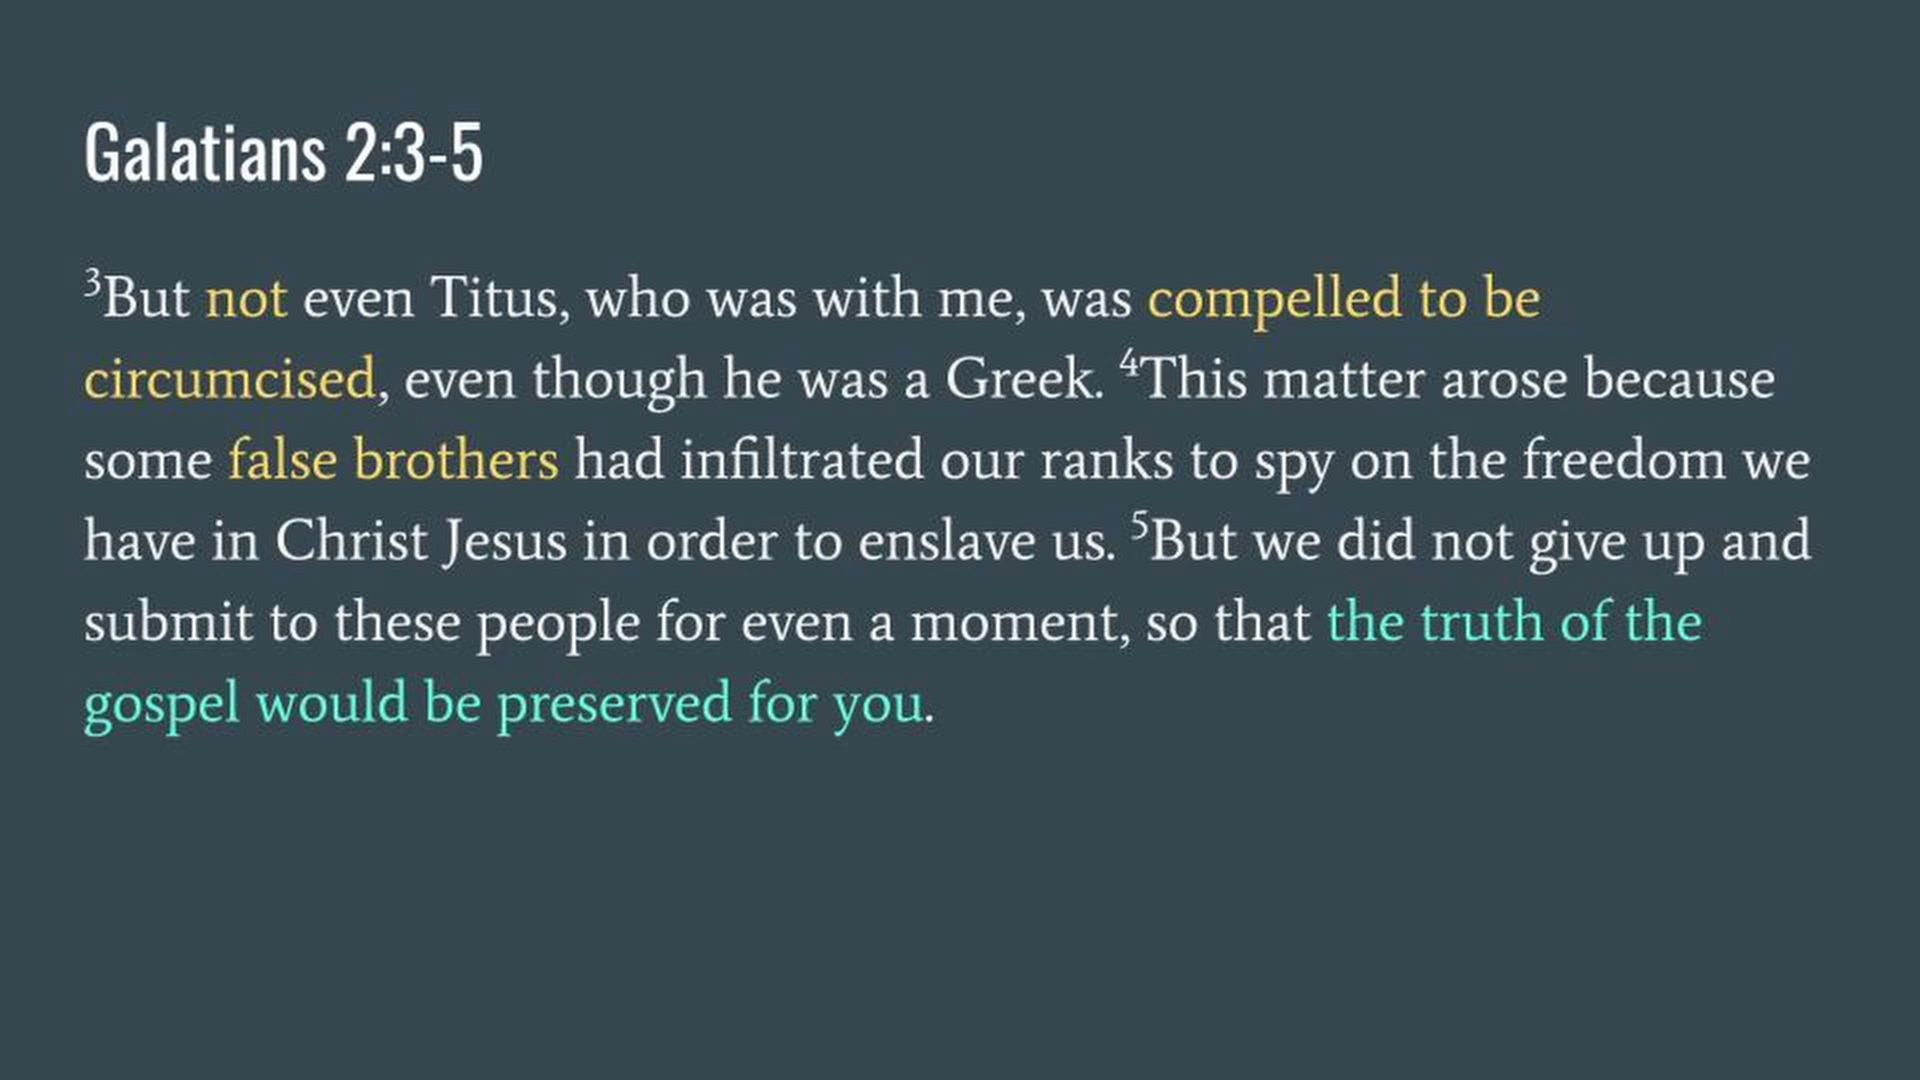 Galatians 2:3-5
³But not even Titus, who was with me, was compelled to be
circumcised, even though he was a Greek. ⁴This matter arose because
some false brothers had infiltrated our ranks to spy on the freedom we
have in Christ Jesus in order to enslave us. ⁵But we did not give up and
submit to these people for even a moment, so that the truth of the
gospel would be preserved for you.